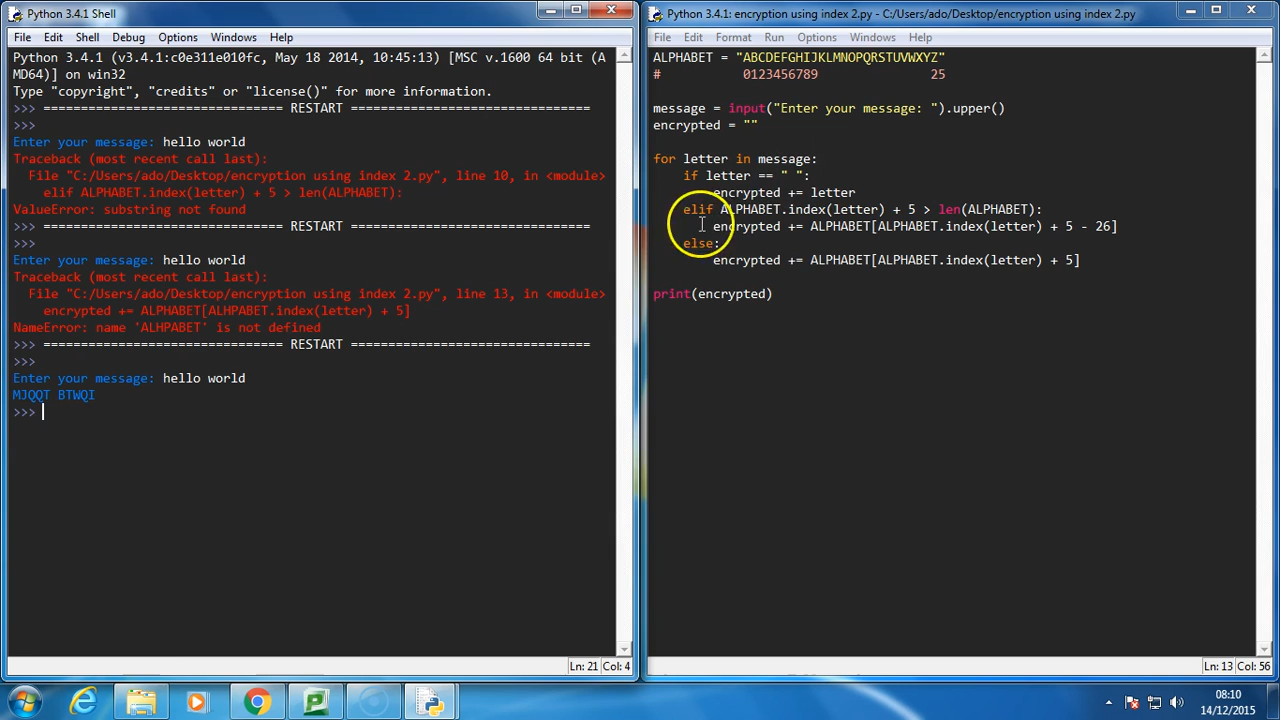 Python 3.4.1 Shell
File Edit Shell Debug Options Windows Help
Python 3.4.1 (v3.4.1:c0e311e010fc, May 18 2014, 10:45:13) [MSC v.1600 64 bit (A
MD64)] on win32
Type "copyright", "credits" or "license()" for more information.
>>> ================================ RESTART ================================
>>>
Enter your message: hello world
Traceback (most recent call last):
  File "C:/Users/ado/Desktop/encryption using index 2.py", line 10, in <module>
    elif ALPHABET.index(letter) + 5 > len(ALPHABET):
ValueError: substring not found
>>> ================================ RESTART ================================
>>>
Enter your message: hello world
Traceback (most recent call last):
  File "C:/Users/ado/Desktop/encryption using index 2.py", line 13, in <module>
    encrypted += ALPHABET[ALHPABET.index(letter) + 5]
NameError: name 'ALHPABET' is not defined
>>> ================================ RESTART ================================
>>>
Enter your message: hello world
MJQQT BTWQI
>>>
Ln: 21 Col: 4
Python 3.4.1: encryption using index 2.py - C:/Users/ado/Desktop/encryption using index 2.py
File Edit Format Run Options Windows Help
ALPHABET = "ABCDEFGHIJKLMNOPQRSTUVWXYZ"
#           0123456789               25
message = input("Enter your message: ").upper()
encrypted = ""
for letter in message:
    if letter == " ":
        encrypted += letter
    elif ALPHABET.index(letter) + 5 > len(ALPHABET):
        encrypted += ALPHABET[ALPHABET.index(letter) + 5 - 26]
    else:
        encrypted += ALPHABET[ALPHABET.index(letter) + 5]
print(encrypted)
Ln: 13 Col: 56
08:10
14/12/2015